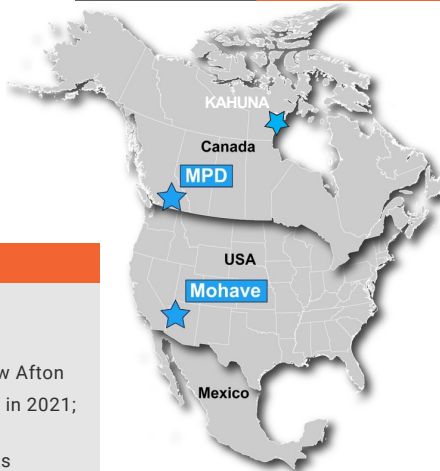 KAHUNA
Canada
MPD
USA
Mohave
Afton
in 2021;
Mexico